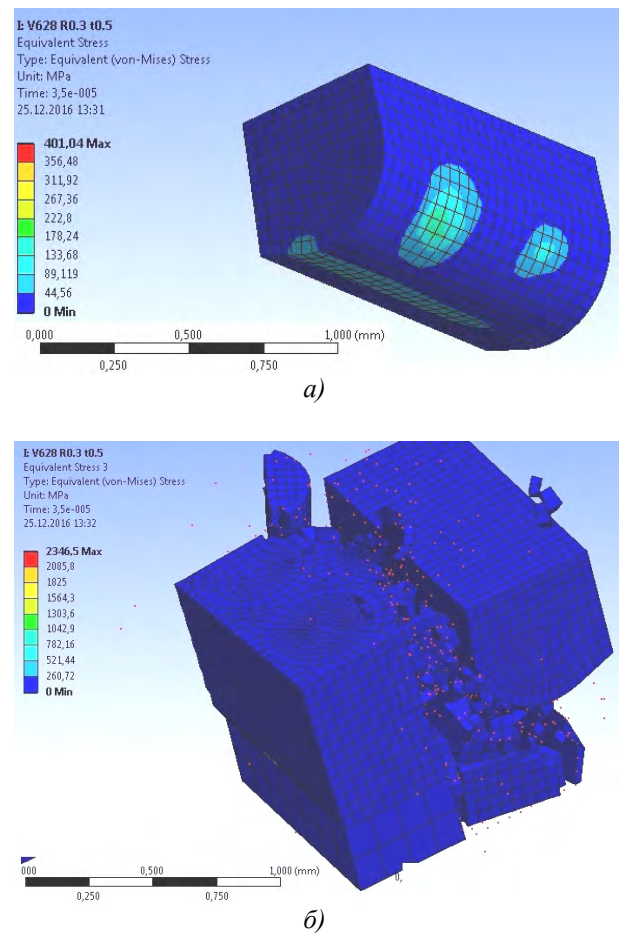 I: V628 R0.3 t0.5
Equivalent Stress
Type: Equivalent (von-Mises) Stress
Unit: MPa
Time: 3,5e-005
25.12.2016 13:31
401,04 Max
356,48
311,92
267,36
222,8
178,24
133,68
89,119
44,56
0 Min
0,000 0,500 1,000 (mm)
0,250 0,750
а)
I: V628 R0.3 t0.5
Equivalent Stress 3
Type: Equivalent (von-Mises) Stress
Unit: MPa
Time: 3,5e-005
25.12.2016 13:32
2346,5 Max
2085,8
1825
1564,3
1303,6
1042,9
782,16
521,44
260,72
0 Min
000 0,500 1,000 (mm) 0,
0,250 0,750
б)